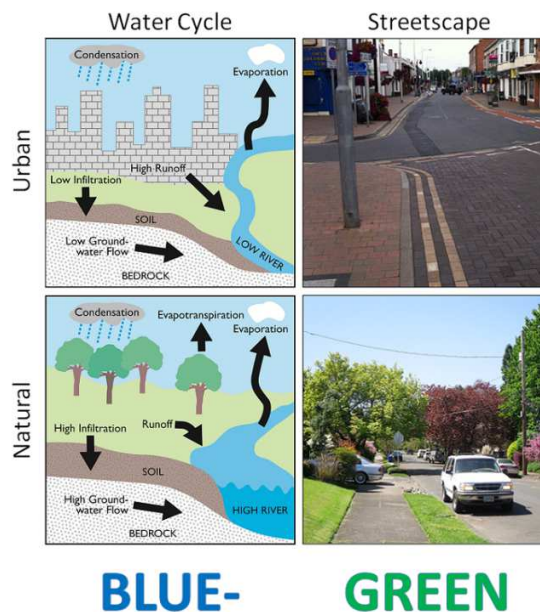 Water Cycle
Streetscape
Urban
Condensation
Evaporation
High Runoff
Low Infiltration
SOIL
Low Ground-
water Flow
LOW RIVER
BEDROCK
Natural
Condensation
Evapotranspiration
Evaporation
High Infiltration
Runoff
SOIL
High Ground-
water Flow
HIGH RIVER
BEDROCK
BLUE-
GREEN